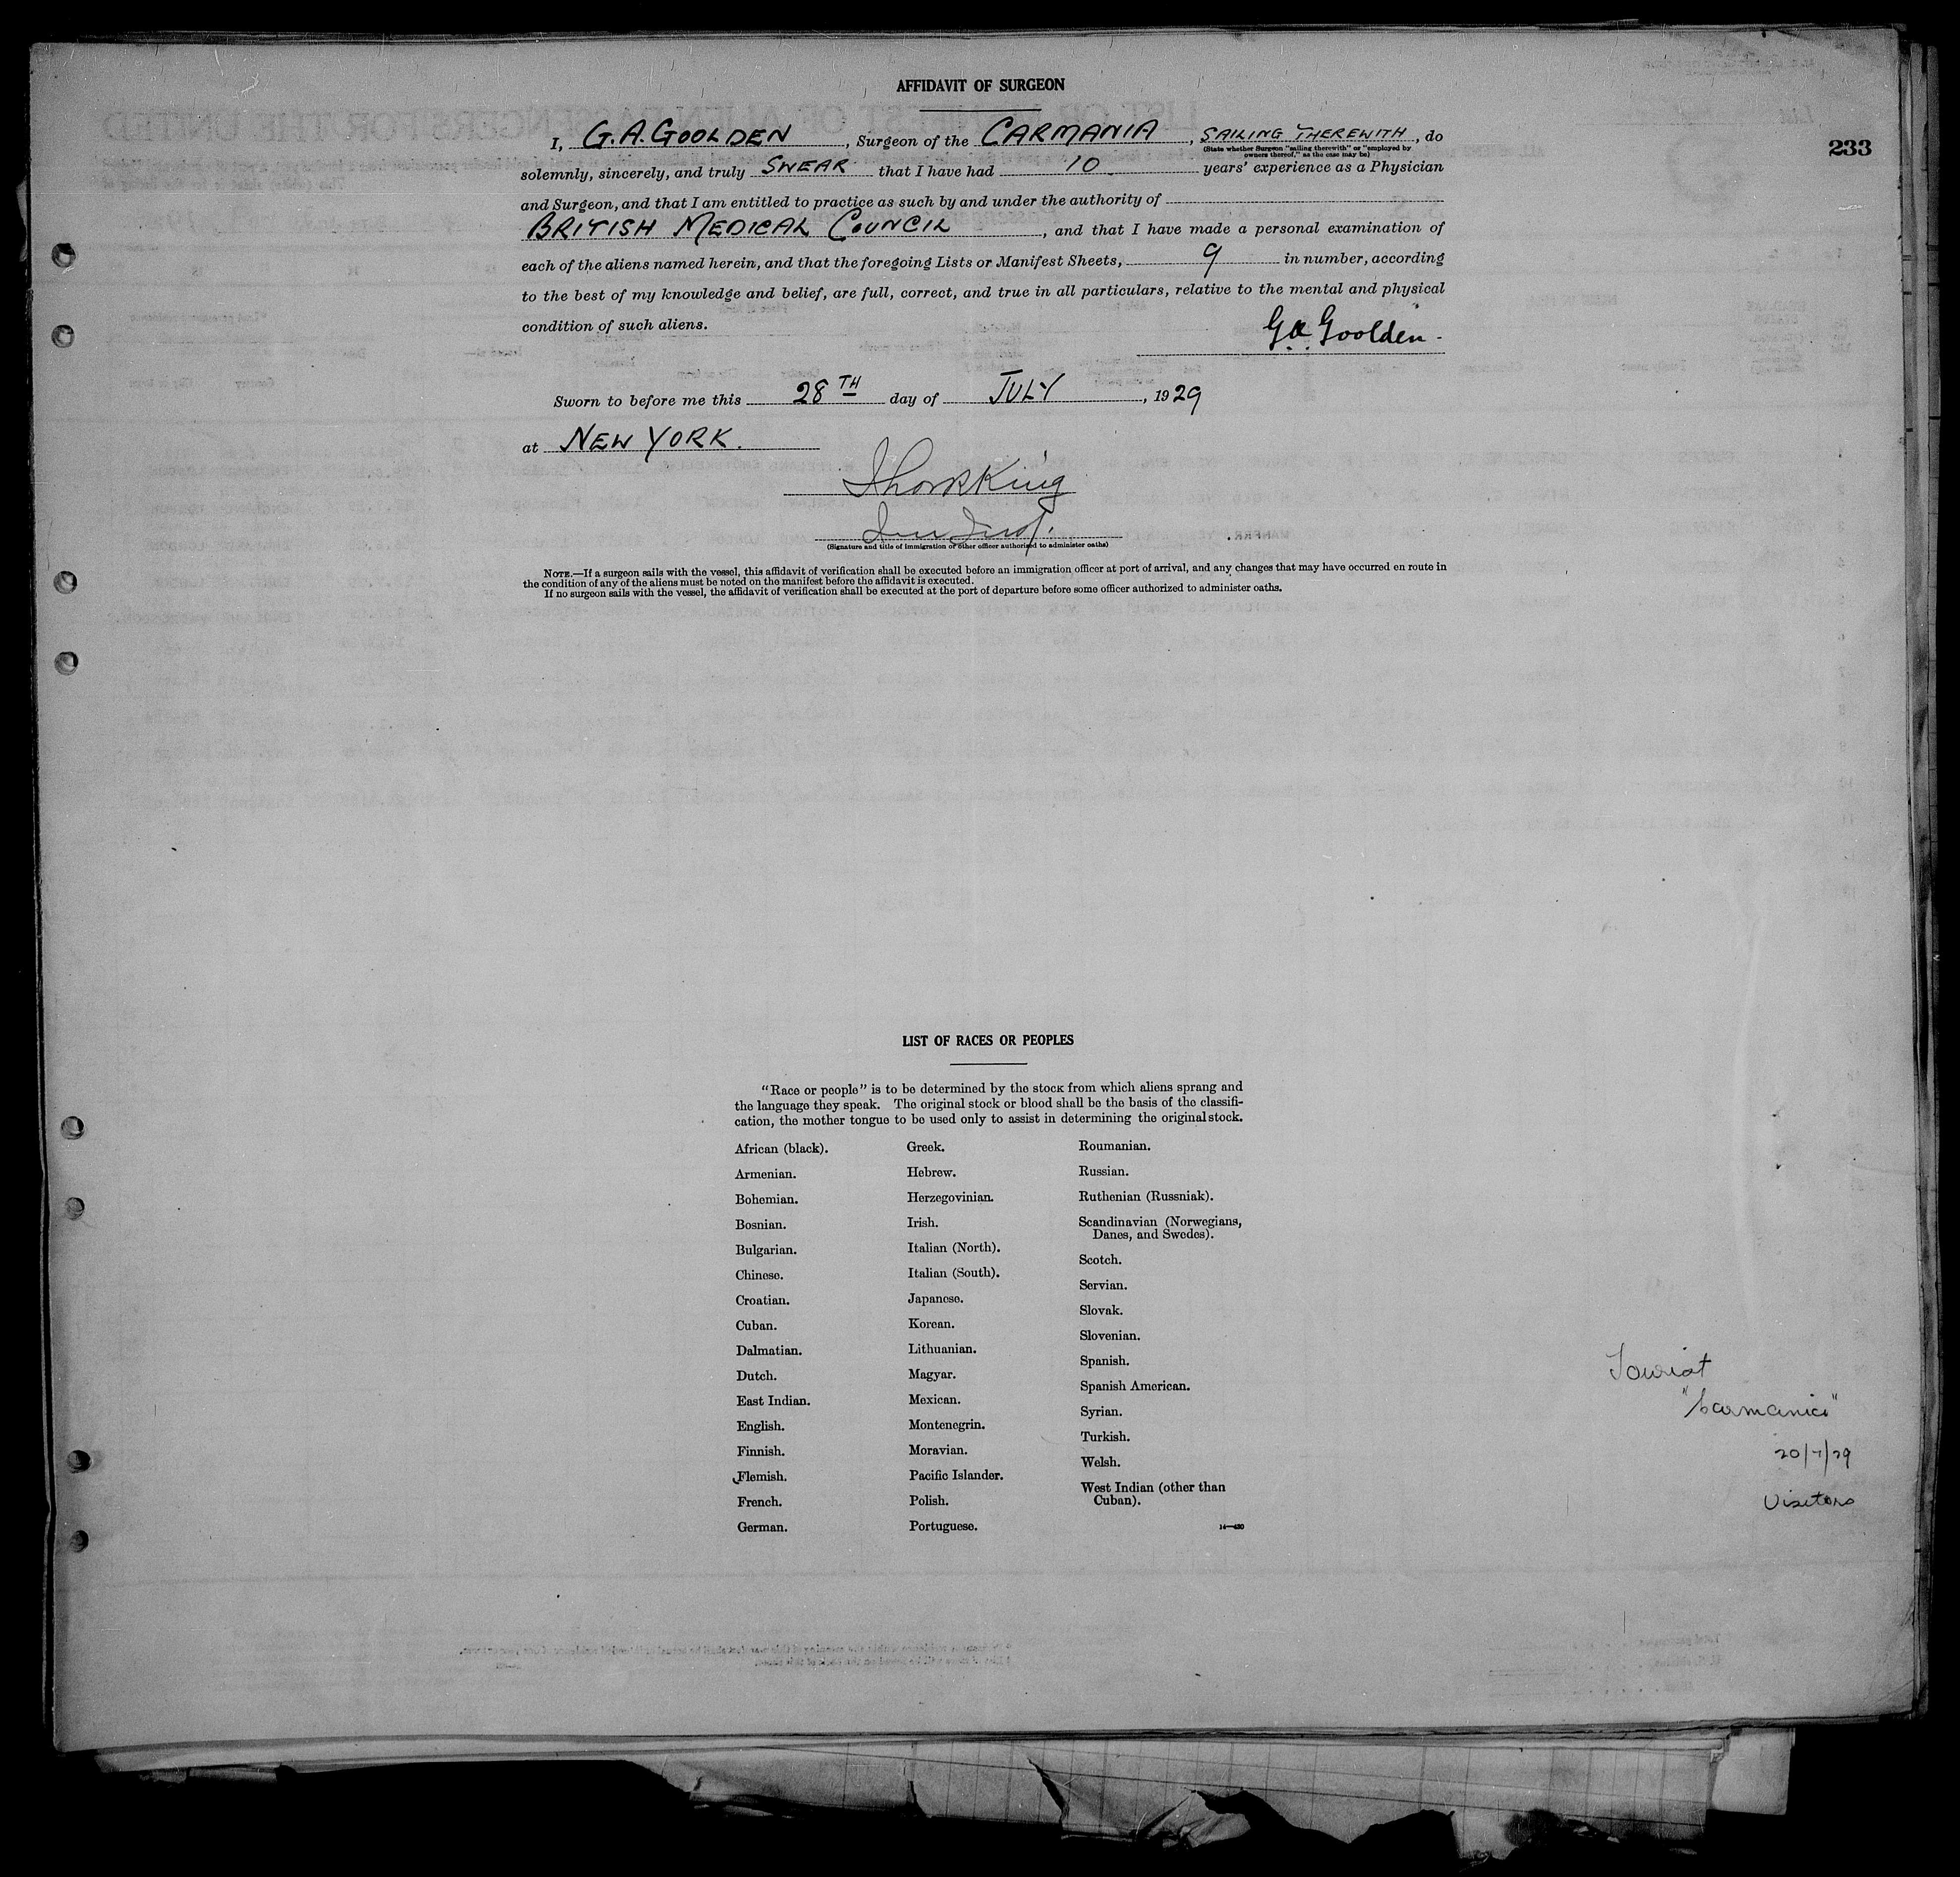 AFFIDAVIT OF SURGEON
233
I, G. A. GOOLDEN, Surgeon of the CARMANIA, SAILING THEREWITH, do
(State whether Surgeon "sailing therewith" or "employed by
owners thereof," as the case may be)
solemnly, sincerely, and truly SWEAR that I have had 10 years' experience as a Physician
and Surgeon, and that I am entitled to practice as such by and under the authority of
BRITISH MEDICAL COUNCIL, and that I have made a personal examination of
each of the aliens named herein, and that the foregoing Lists or Manifest Sheets, 9 in number, according
to the best of my knowledge and belief, are full, correct, and true in all particulars, relative to the mental and physical
condition of such aliens.
G A Goolden.
Sworn to before me this 28TH day of JULY, 1929
at NEW YORK.
King
(Signature and title of immigration or other officer authorized to administer oaths)
NOTE.—If a surgeon sails with the vessel, this affidavit of verification shall be executed before an immigration officer at port of arrival, and any changes that may have occurred en route in
the condition of any of the aliens must be noted on the manifest before the affidavit is executed.
If no surgeon sails with the vessel, the affidavit of verification shall be executed at the port of departure before some officer authorized to administer oaths.
LIST OF RACES OR PEOPLES
"Race or people" is to be determined by the stock from which aliens sprang and
the language they speak. The original stock or blood shall be the basis of the classifi-
cation, the mother tongue to be used only to assist in determining the original stock.
African (black).
Armenian.
Bohemian.
Bosnian.
Bulgarian.
Chinese.
Croatian.
Cuban.
Dalmatian.
Dutch.
East Indian.
English.
Finnish.
Flemish.
French.
German.
Greek.
Hebrew.
Herzegovinian.
Irish.
Italian (North).
Italian (South).
Japanese.
Korean.
Lithuanian.
Magyar.
Mexican.
Montenegrin.
Moravian.
Pacific Islander.
Polish.
Portuguese.
Roumanian.
Russian.
Ruthenian (Russniak).
Scandinavian (Norwegians,
Danes, and Swedes).
Scotch.
Servian.
Slovak.
Slovenian.
Spanish.
Spanish American.
Syrian.
Turkish.
Welsh.
West Indian (other than
Cuban).
14—430
Tourist
"Carmania"
20/7/29
Visitors